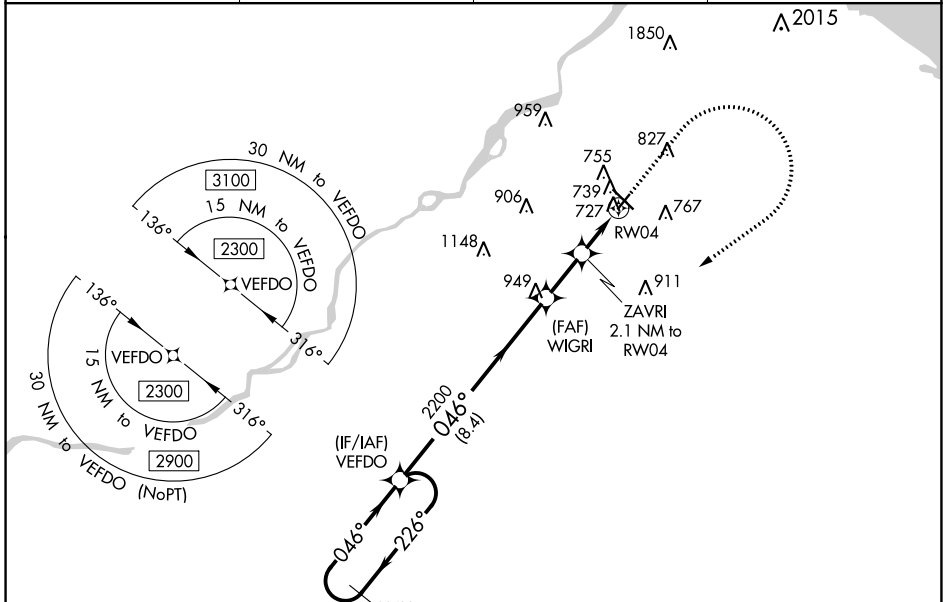 2015
1850
959
827
755
739
727
906
767
RW04
1148
949
911
ZAVRI
2.1 NM to
RW04
(FAF)
WIGRI
30 NM to VEFDO
3100
15 NM to VEFDO
2300
136°
VEFDO
316°
136°
VEFDO
15 NM to VEFDO
2300
316°
30 NM to VEFDO (NoPT)
2900
2200
046°
(8.4)
(IF/IAF)
VEFDO
046°
226°